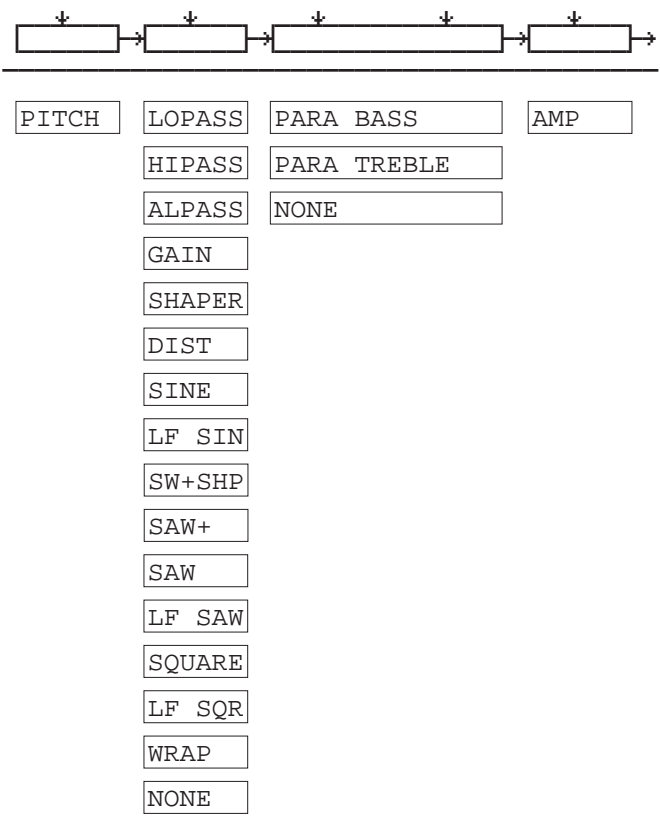 PITCH LOPASS PARA BASS AMP
HIPASS PARA TREBLE
ALPASS NONE
GAIN
SHAPER
DIST
SINE
LF SIN
SW+SHP
SAW+
SAW
LF SAW
SQUARE
LF SQR
WRAP
NONE